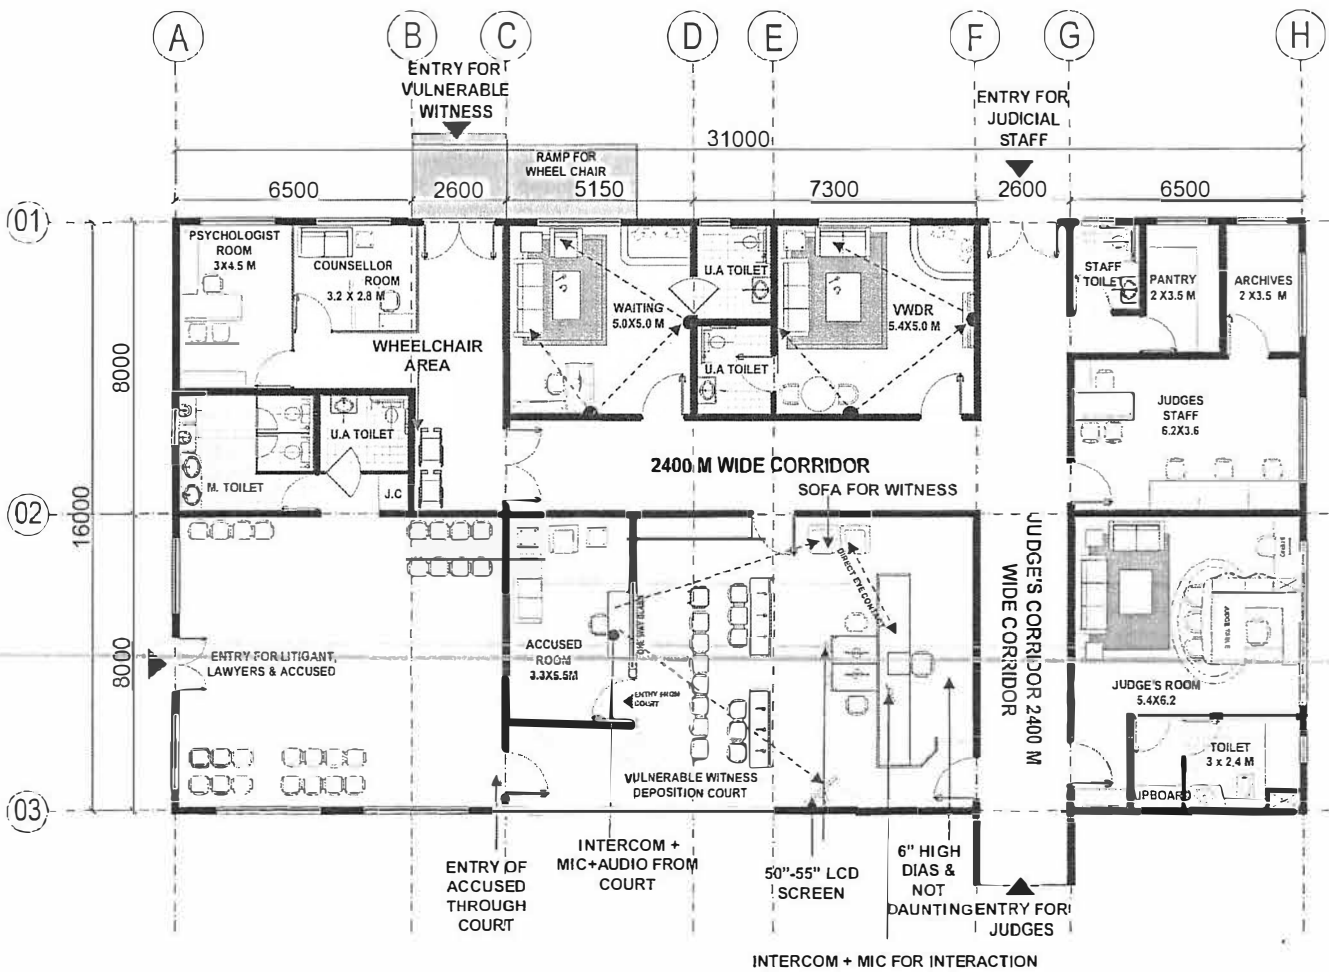 A B C D E F G H
ENTRY FOR
VULNERABLE
WITNESS
ENTRY FOR
JUDICIAL
STAFF
31000
RAMP FOR
WHEEL CHAIR
6500 2600 5150 7300 2600 6500
01
PSYCHOLOGIST
ROOM
3X4.5 M
COUNSELLOR
ROOM
3.2 X 2.8 M
WAITING
5.0X5.0 M
U.A TOILET
U.A TOILET
VWDR
5.4X5.0 M
STAFF
TOILET
PANTRY
2 X3.5 M
ARCHIVES
2 X3.5 M
WHEELCHAIR
AREA
8000
JUDGES
STAFF
6.2X3.6
U.A TOILET
M. TOILET
J.C
2400 M WIDE CORRIDOR
SOFA FOR WITNESS
02
16000
8000
DIRECT EYE CONTACT
ONE WAY GLASS
JUDGE'S CORRIDOR 2400 M
WIDE CORRIDOR
ENTRY FOR LITIGANT,
LAWYERS & ACCUSED
ACCUSED
ROOM
3.3X5.5M
ENTRY FROM
COURT
JUDGE'S ROOM
5.4X6.2
TOILET
3 x 2.4 M
UPBOARD
VULNERABLE WITNESS
DEPOSITION COURT
03
ENTRY OF
ACCUSED
THROUGH
COURT
INTERCOM +
MIC+AUDIO FROM
COURT
50"-55" LCD
SCREEN
6" HIGH
DIAS &
NOT
DAUNTING
ENTRY FOR
JUDGES
INTERCOM + MIC FOR INTERACTION